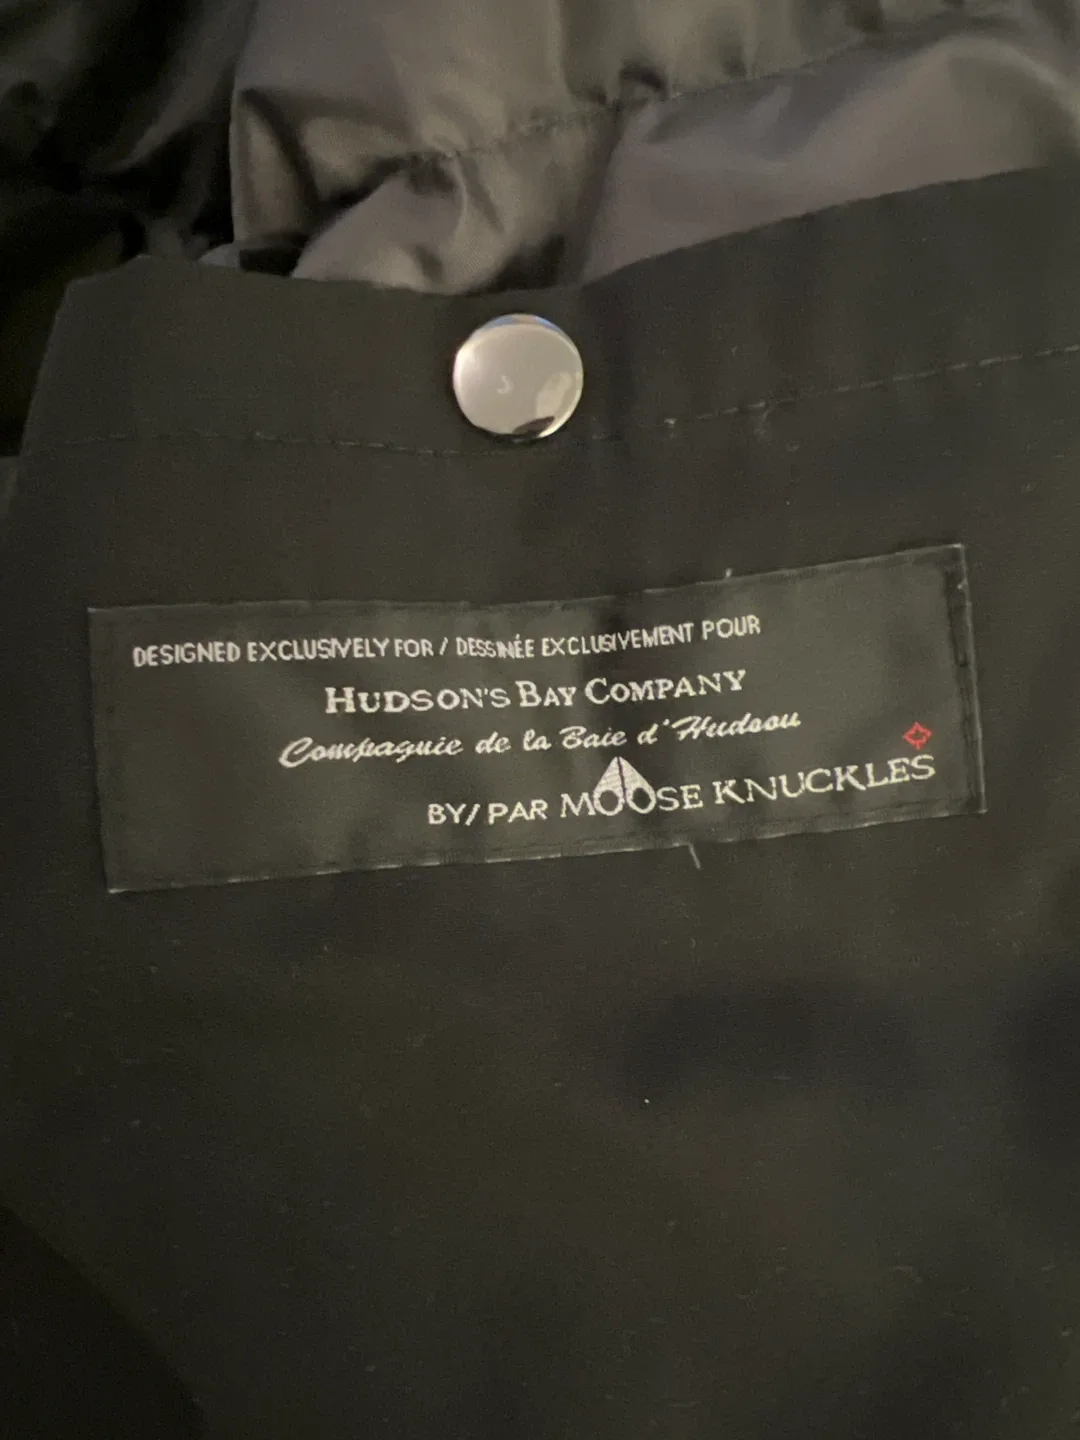 DESIGNED EXCLUSIVELY FOR / DESSINÉE EXCLUSIVEMENT POUR
HUDSON'S BAY COMPANY
Compagnie de la Baie d'Hudson
BY/ PAR MOOSE KNUCKLES